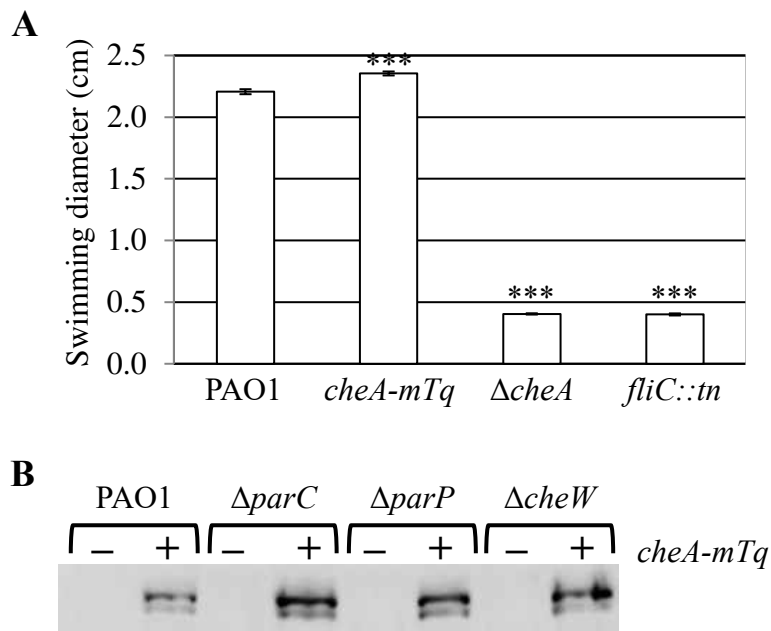 A
Swimming diameter (cm)
2.5
2.0
1.5
1.0
0.5
0.0
***
***
***
PAO1 cheA-mTq ΔcheA fliC::tn
B
PAO1 ΔparC ΔparP ΔcheW
− + − + − + − + cheA-mTq